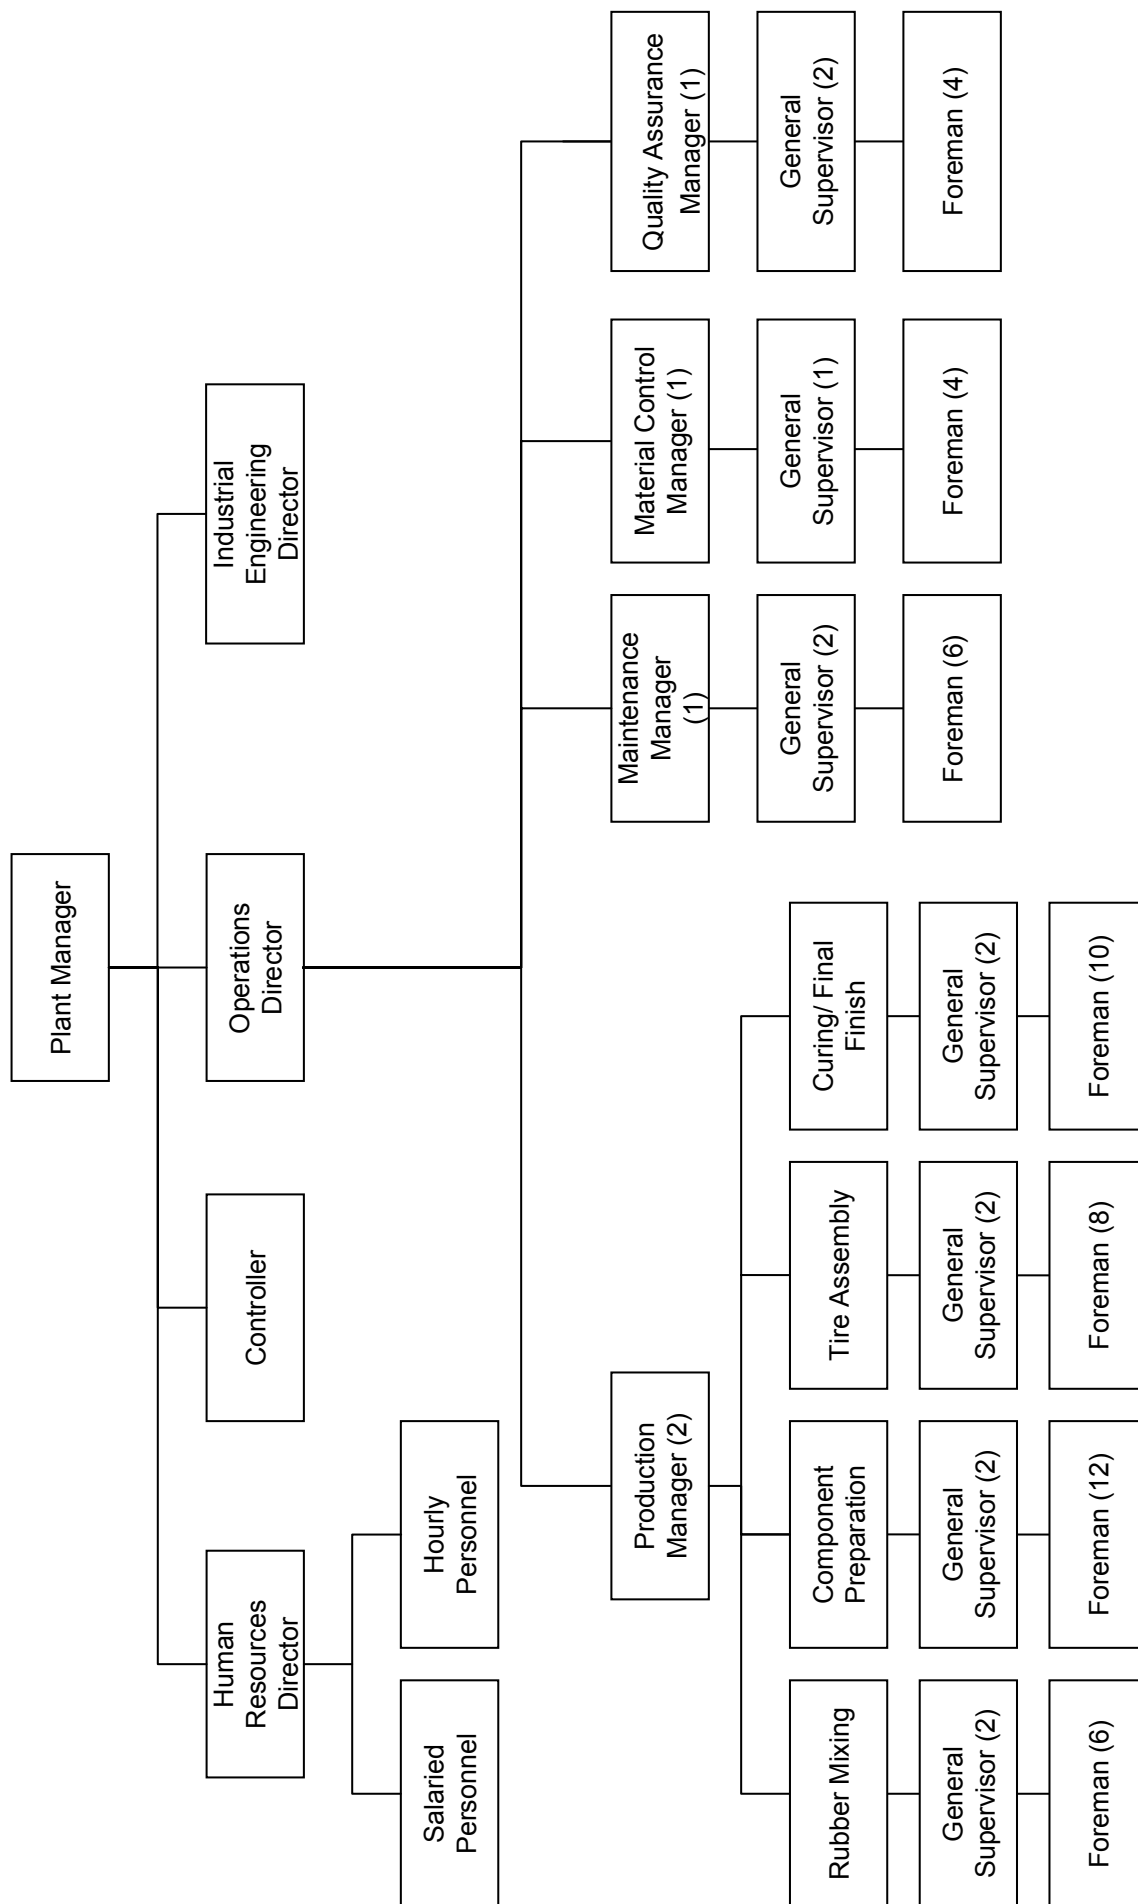 Plant Manager
Human
Resources
Director
Controller
Operations
Director
Industrial
Engineering
Director
Salaried
Personnel
Hourly
Personnel
Production
Manager (2)
Maintenance
Manager
(1)
Material Control
Manager (1)
Quality Assurance
Manager (1)
General
Supervisor (2)
General
Supervisor (1)
General
Supervisor (2)
Foreman (6)
Foreman (4)
Foreman (4)
Rubber Mixing
Component
Preparation
Tire Assembly
Curing/ Final
Finish
General
Supervisor (2)
General
Supervisor (2)
General
Supervisor (2)
General
Supervisor (2)
Foreman (6)
Foreman (12)
Foreman (8)
Foreman (10)